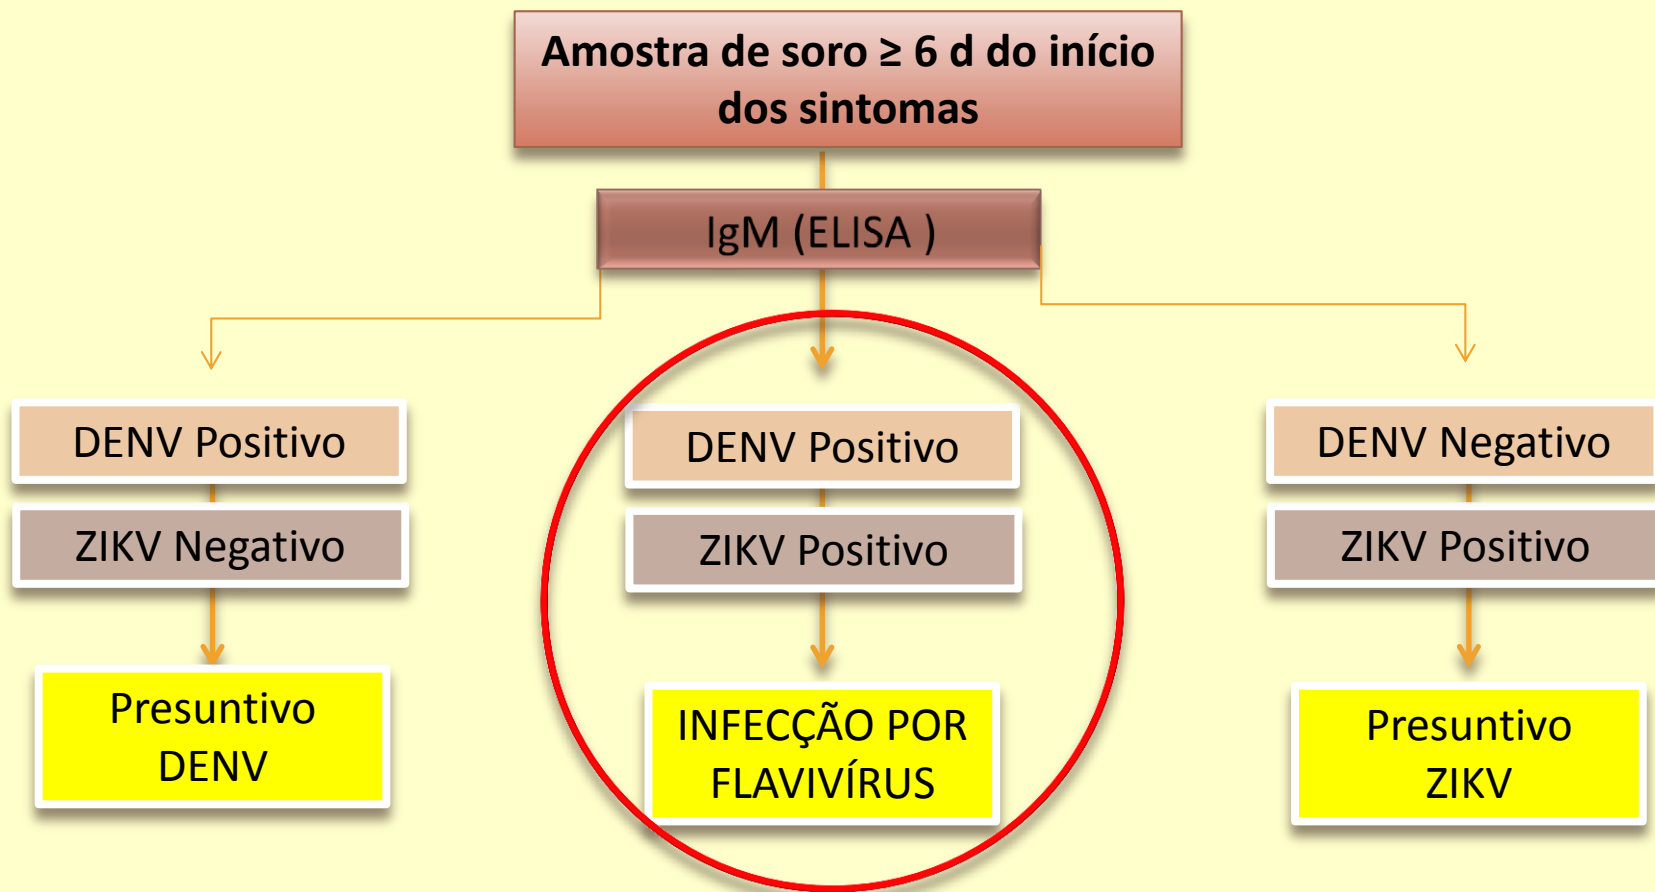 Amostra de soro ≥ 6 d do início
dos sintomas
IgM (ELISA )
DENV Positivo
ZIKV Negativo
Presuntivo
DENV
DENV Positivo
ZIKV Positivo
INFECÇÃO POR
FLAVIVÍRUS
DENV Negativo
ZIKV Positivo
Presuntivo
ZIKV